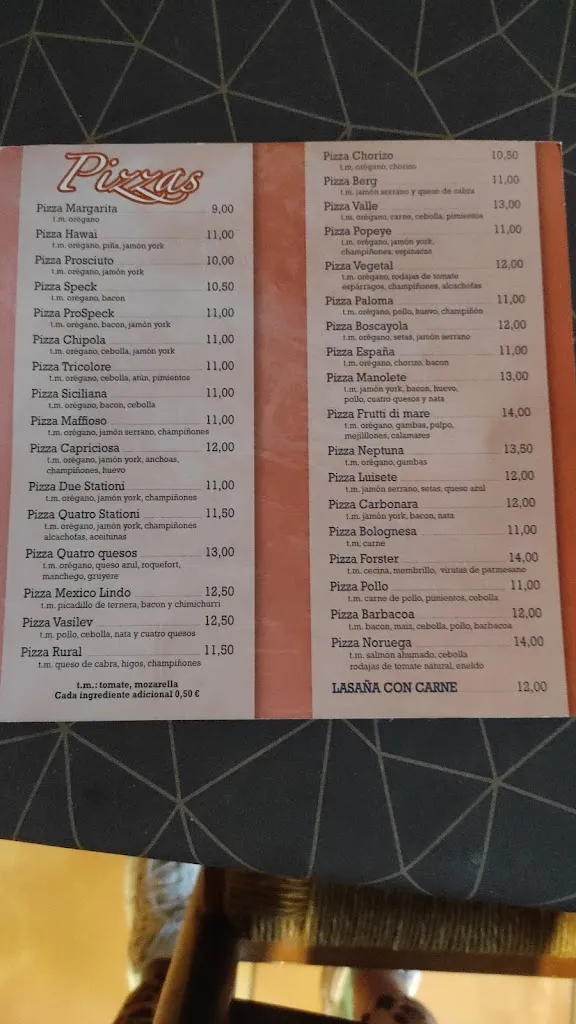 Pizzas
Pizza Margarita 9,00
t.m. orégano
Pizza Hawai 11,00
t.m. orégano, piña, jamón york
Pizza Prosciuto 10,00
t.m. orégano, jamón york
Pizza Speck 10,50
t.m. orégano, bacon
Pizza ProSpeck 11,00
t.m. orégano, bacon, jamón york
Pizza Chipola 11,00
t.m. orégano, cebolla, jamón york
Pizza Tricolore 11,00
t.m. orégano, cebolla, atún, pimientos
Pizza Siciliana 11,00
t.m. orégano, bacon, cebolla
Pizza Maffioso 11,00
t.m. orégano, jamón serrano, champiñones
Pizza Capriciosa 12,00
t.m. orégano, jamón york, anchoas,
champiñones, huevo
Pizza Due Stationi 11,00
t.m. orégano, jamón york, champiñones
Pizza Quatro Stationi 11,50
t.m. orégano, jamón york, champiñones
alcachofas, aceitunas
Pizza Quatro quesos 13,00
t.m. orégano, queso azul, roquefort,
manchego, gruyere
Pizza Mexico Lindo 12,50
t.m. picadillo de ternera, bacon y chimichurri
Pizza Vasilev 12,50
t.m. pollo, cebolla, nata y cuatro quesos
Pizza Rural 11,50
t.m. queso de cabra, higos, champiñones
t.m.: tomate, mozarella
Cada ingrediente adicional 0,50 €
Pizza Chorizo 10,50
t.m. orégano, chorizo
Pizza Berg 11,00
t.m. jamón serrano y queso de cabra
Pizza Valle 13,00
t.m. orégano, carne, cebolla, pimientos
Pizza Popeye 11,00
t.m. orégano, jamón york,
champiñones, espinacas
Pizza Vegetal 12,00
t.m. orégano, rodajas de tomate
espárragos, champiñones, alcachofas
Pizza Paloma 11,00
t.m. orégano, pollo, huevo, champiñón
Pizza Boscayola 12,00
t.m. orégano, setas, jamón serrano
Pizza España 11,00
t.m. orégano, chorizo, bacon
Pizza Manolete 13,00
t.m. jamón york, bacon, huevo,
pollo, cuatro quesos y nata
Pizza Frutti di mare 14,00
t.m. orégano, gambas, pulpo,
mejillones, calamares
Pizza Neptuna 13,50
t.m. orégano, gambas
Pizza Luisete 12,00
t.m. jamón serrano, setas, queso azul
Pizza Carbonara 12,00
t.m. jamón york, bacon, nata
Pizza Bolognesa 11,00
t.m. carne
Pizza Forster 14,00
t.m. cecina, membrillo, virutas de parmesano
Pizza Pollo 11,00
t.m. carne de pollo, pimientos, cebolla
Pizza Barbacoa 12,00
t.m. bacon, maiz, cebolla, pollo, barbacoa
Pizza Noruega 14,00
t.m. salmón ahumado, cebolla
rodajas de tomate natural, eneldo
LASAÑA CON CARNE 12,00